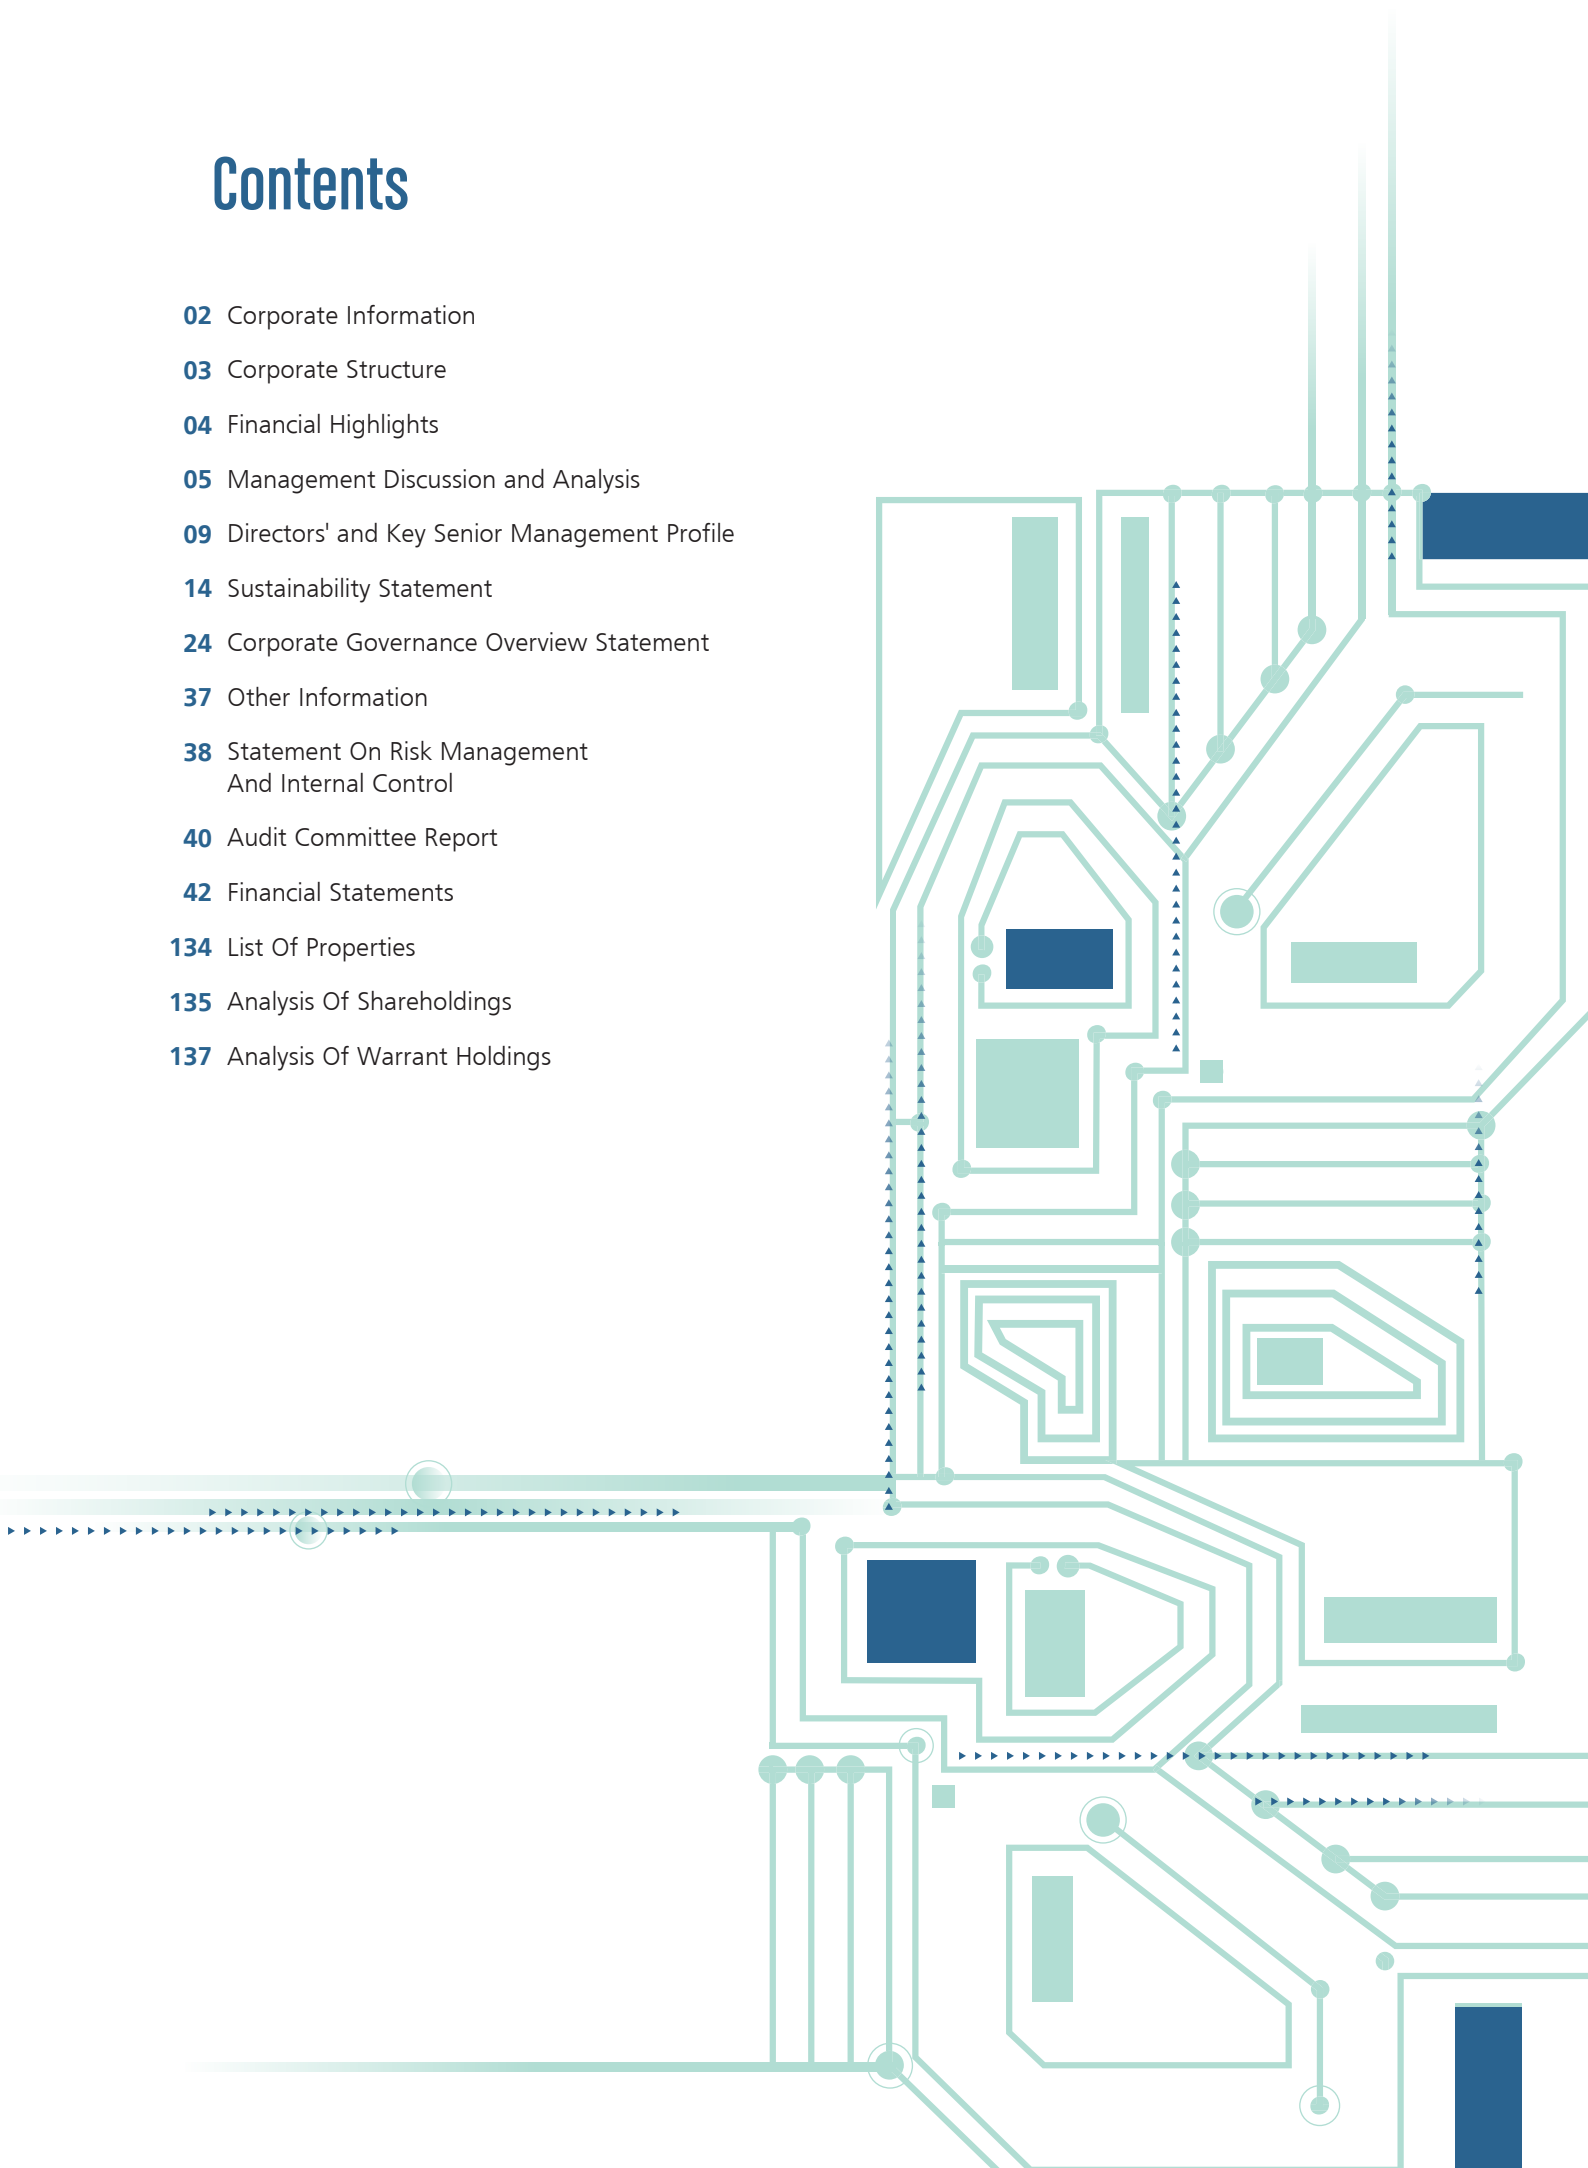 Contents
02 Corporate Information
03 Corporate Structure
04 Financial Highlights
05 Management Discussion and Analysis
09 Directors' and Key Senior Management Profile
14 Sustainability Statement
24 Corporate Governance Overview Statement
37 Other Information
38 Statement On Risk Management
And Internal Control
40 Audit Committee Report
42 Financial Statements
134 List Of Properties
135 Analysis Of Shareholdings
137 Analysis Of Warrant Holdings